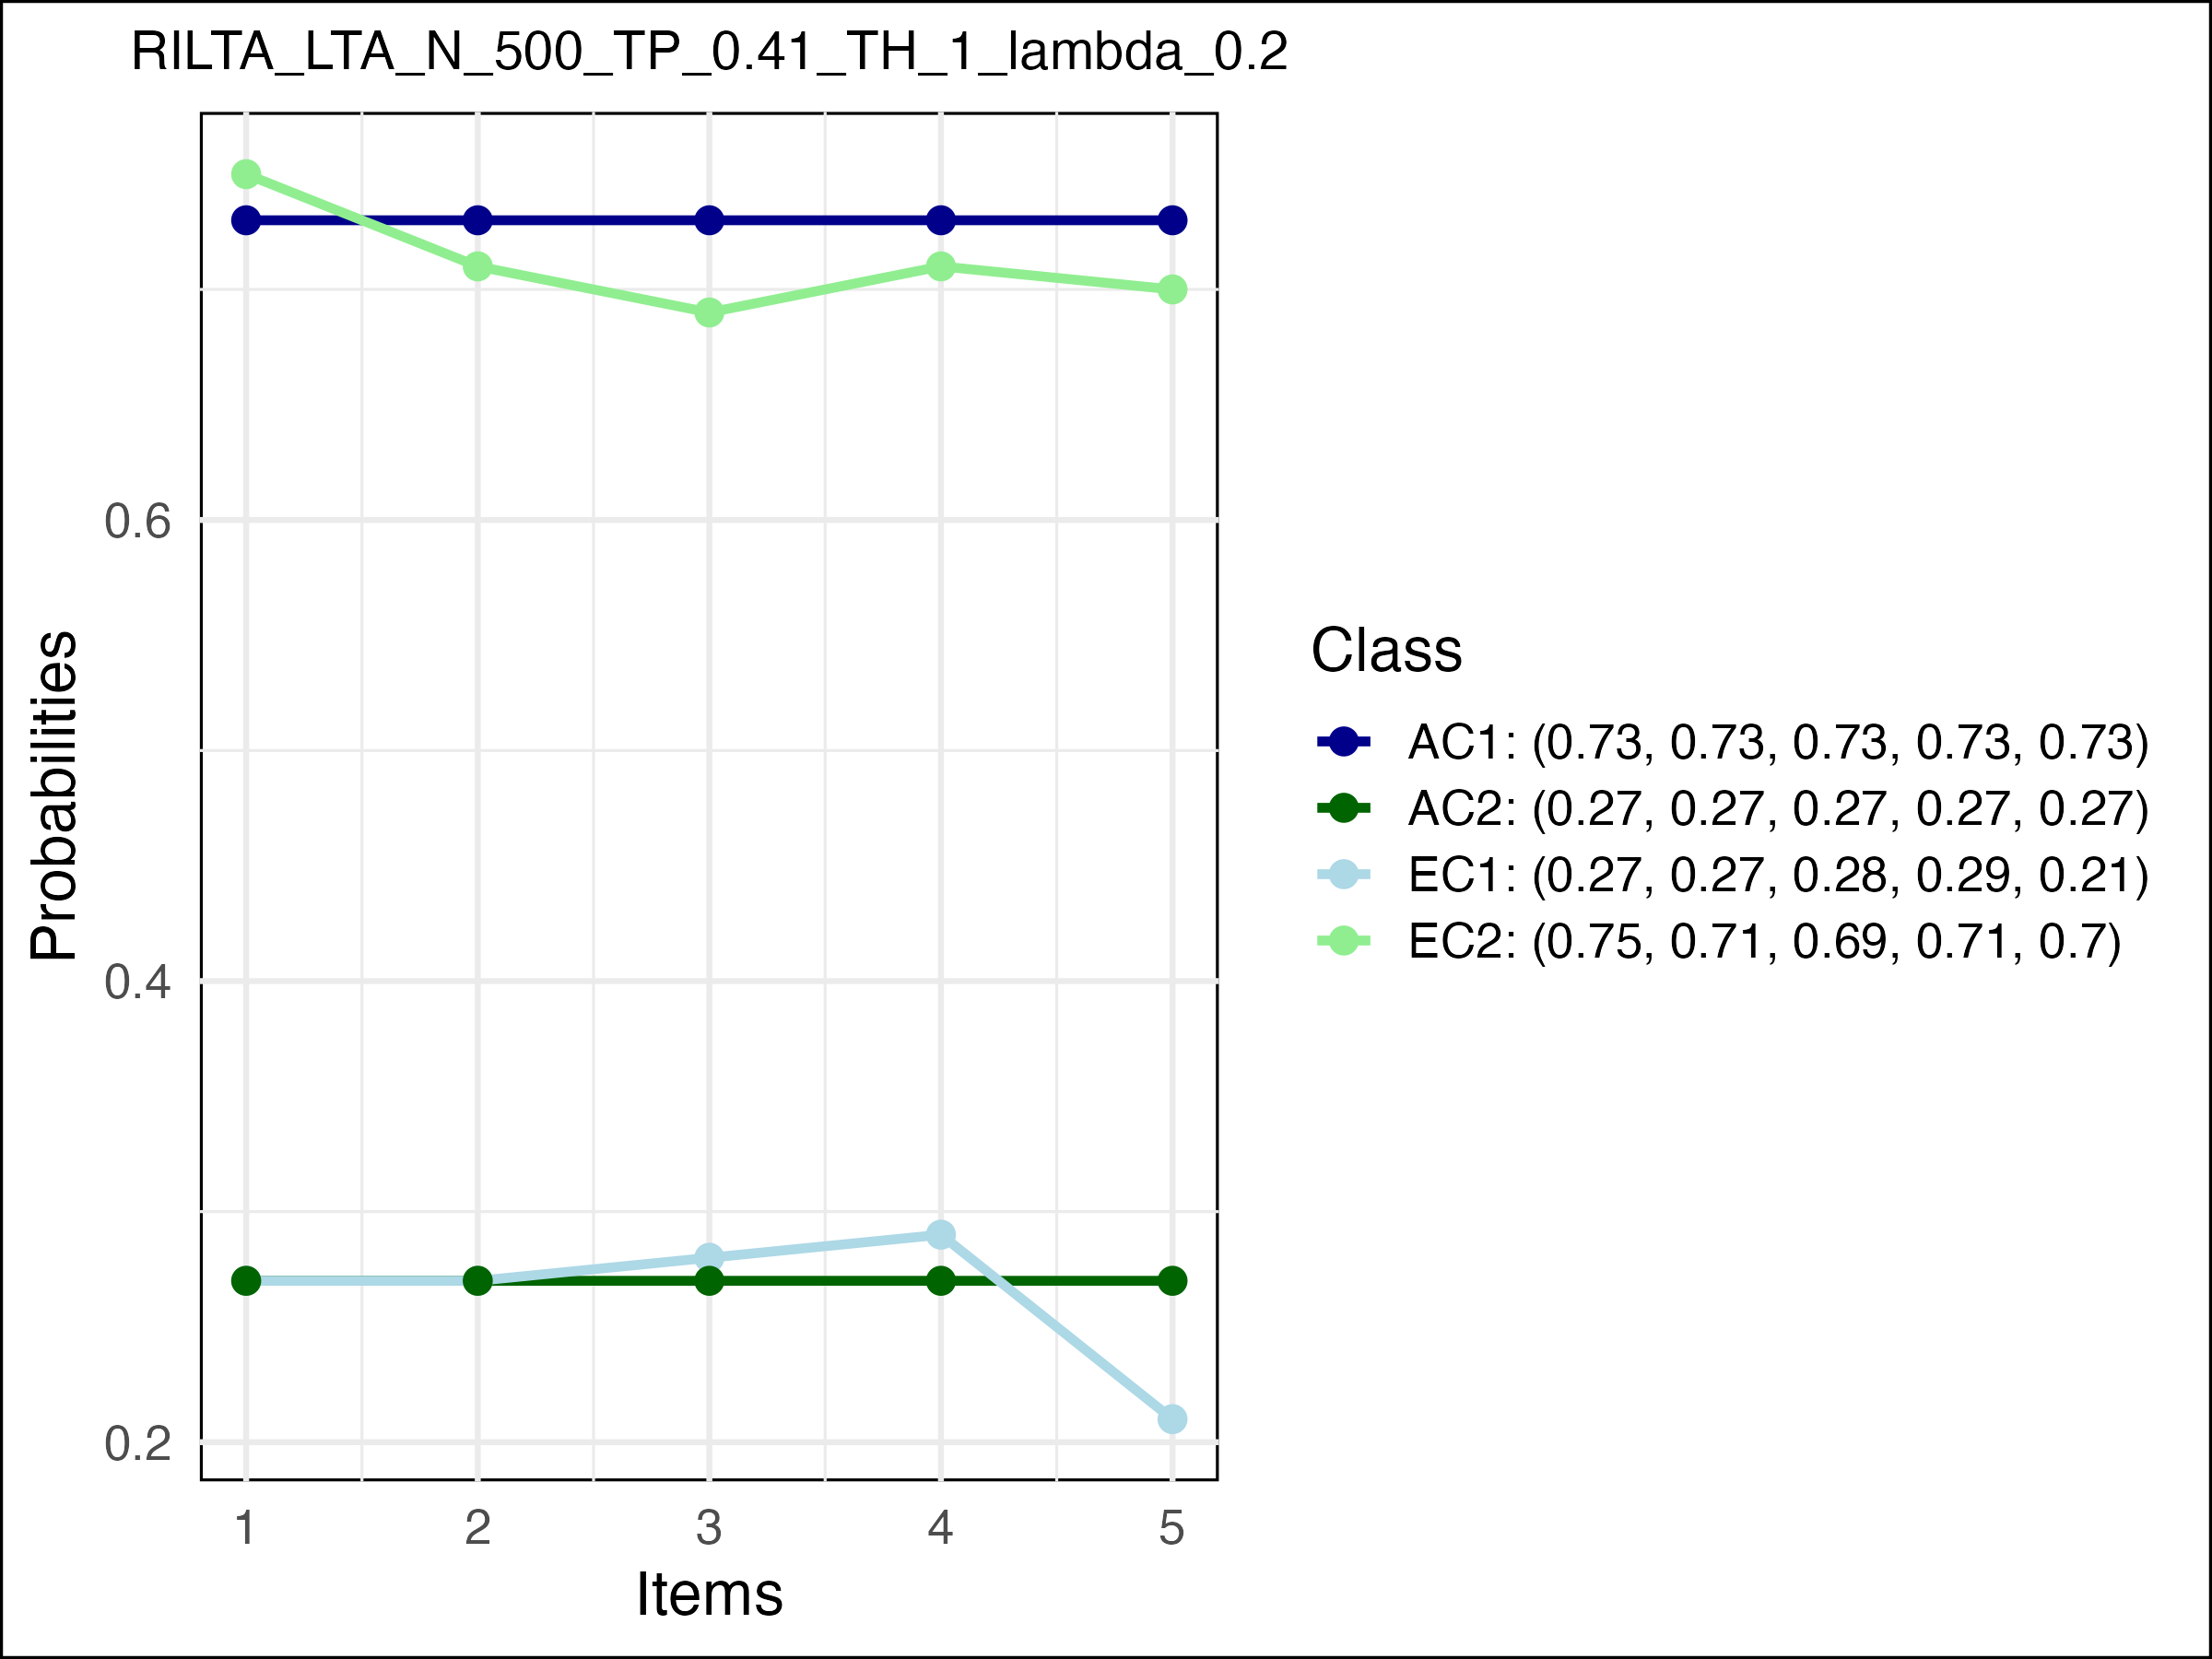 RILTA_LTA_N_500_TP_0.41_TH_1_lambda_0.2
Probabilities
0.6
0.4
0.2
1 2 3 4 5
Items
Class
AC1: (0.73, 0.73, 0.73, 0.73, 0.73)
AC2: (0.27, 0.27, 0.27, 0.27, 0.27)
EC1: (0.27, 0.27, 0.28, 0.29, 0.21)
EC2: (0.75, 0.71, 0.69, 0.71, 0.7)